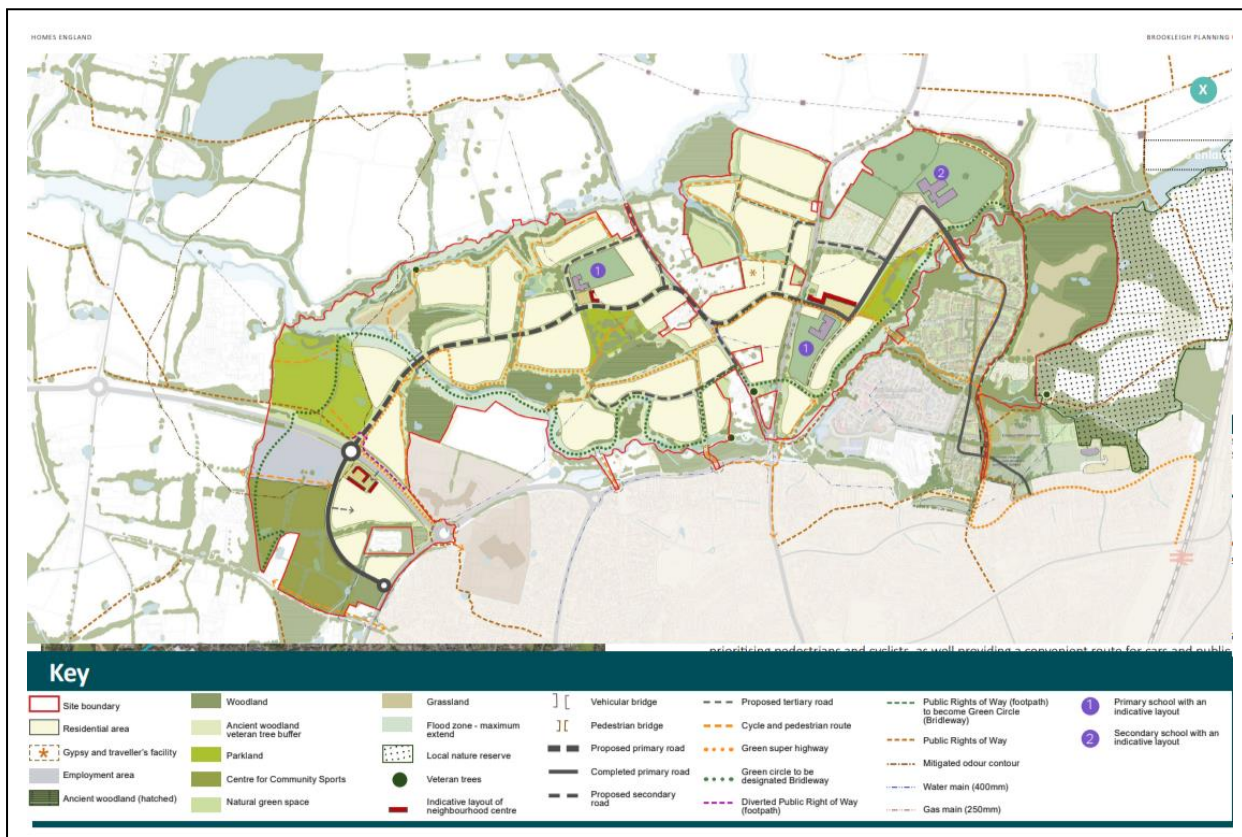 HOMES ENGLAND
BROOKLEIGH PLANNING
X
enlar
2
1
1
prioritising pedestrians and cyclists, as well providing a convenient route for cars and public
Key
Site boundary
Residential area
Gypsy and traveller's facility
Employment area
Ancient woodland (hatched)
Woodland
Ancient woodland
veteran tree buffer
Parkland
Centre for Community Sports
Natural green space
Grassland
Flood zone - maximum
extend
Local nature reserve
Veteran trees
Indicative layout of
neighbourhood centre
Vehicular bridge
Pedestrian bridge
Proposed primary road
Completed primary road
Proposed secondary
road
Proposed tertiary road
Cycle and pedestrian route
Green super highway
Green circle to be
designated Bridleway
Diverted Public Right of Way
(footpath)
Public Rights of Way (footpath)
to become Green Circle
(Bridleway)
Public Rights of Way
Mitigated odour contour
Water main (400mm)
Gas main (250mm)
1
Primary school with an
indicative layout
2
Secondary school with an
indicative layout